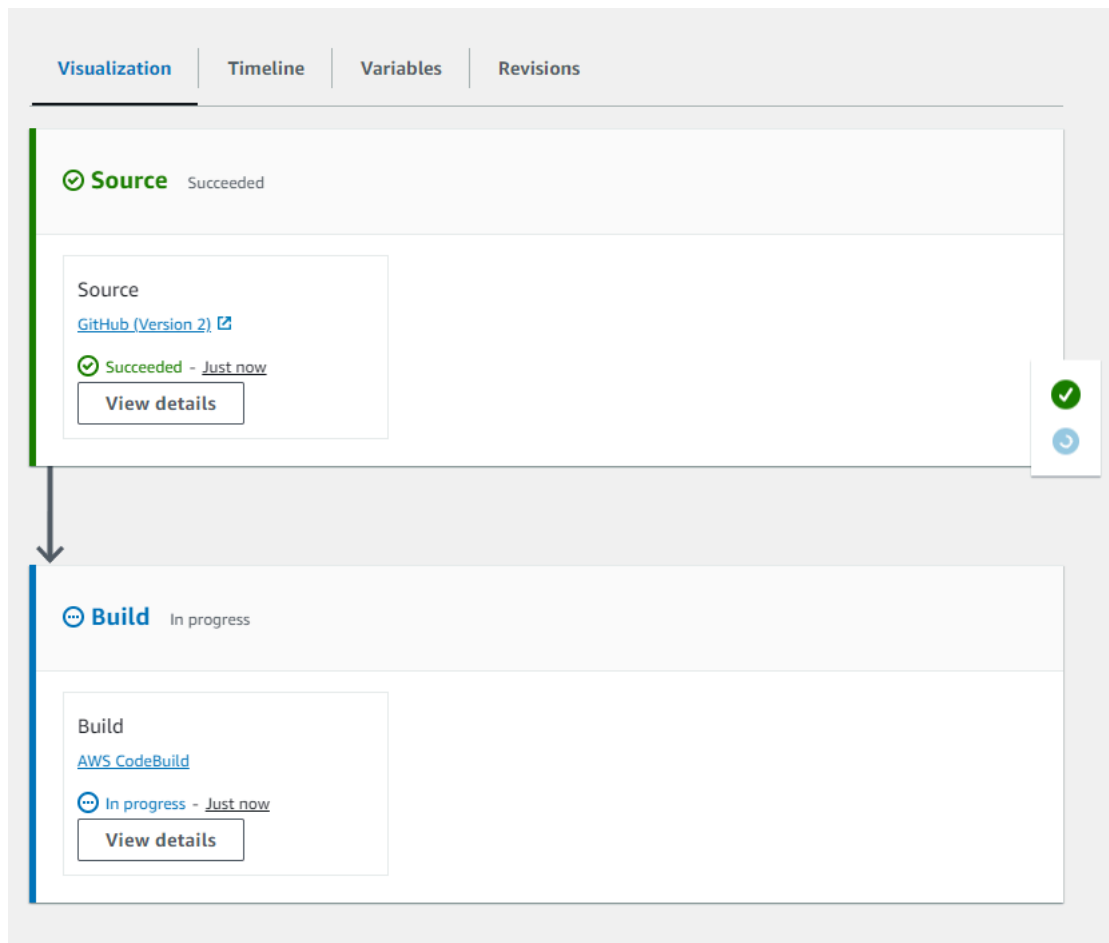 Visualization
Timeline
Variables
Revisions
Source Succeeded
Source
GitHub (Version 2)
Succeeded - Just now
View details
Build In progress
Build
AWS CodeBuild
In progress - Just now
View details